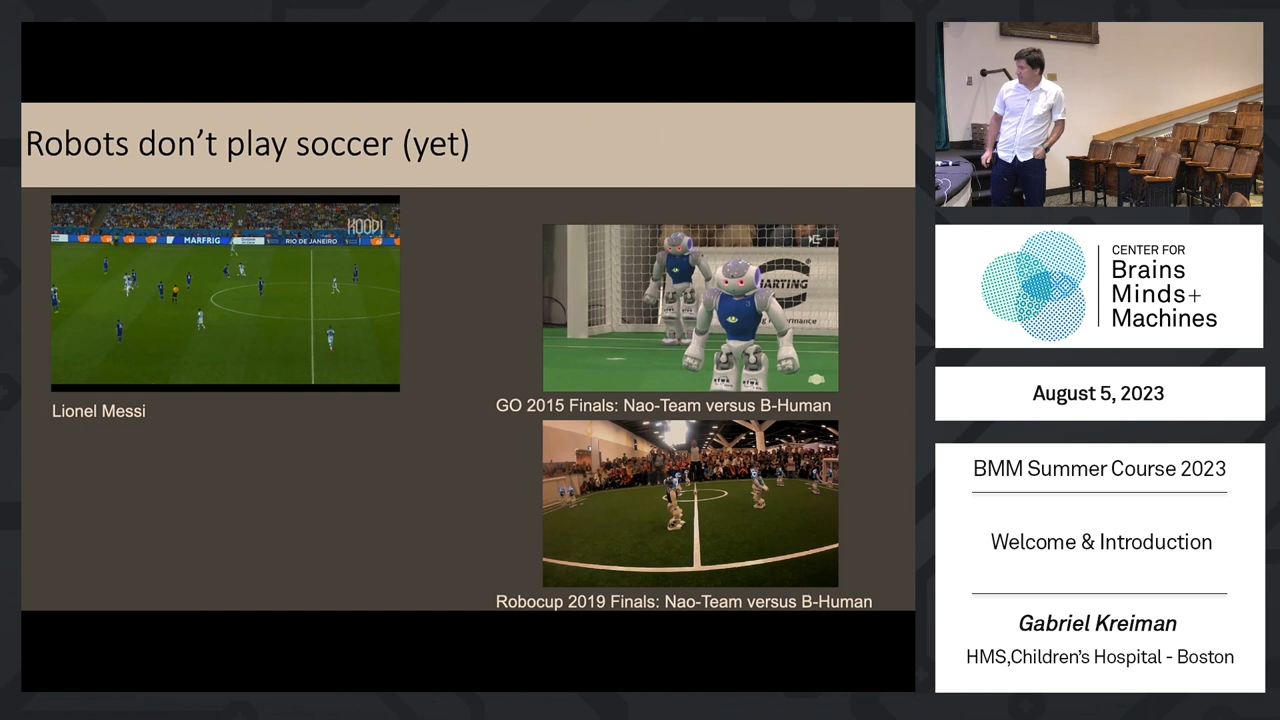 Robots don’t play soccer (yet)
KOOPI
MARFRIG
RIO DE JANEIRO
Lionel Messi
HARTING
3
GO 2015 Finals: Nao-Team versus B-Human
Robocup 2019 Finals: Nao-Team versus B-Human
CENTER FOR
Brains
Minds+
Machines
August 5, 2023
BMM Summer Course 2023
Welcome & Introduction
Gabriel Kreiman
HMS,Children’s Hospital - Boston